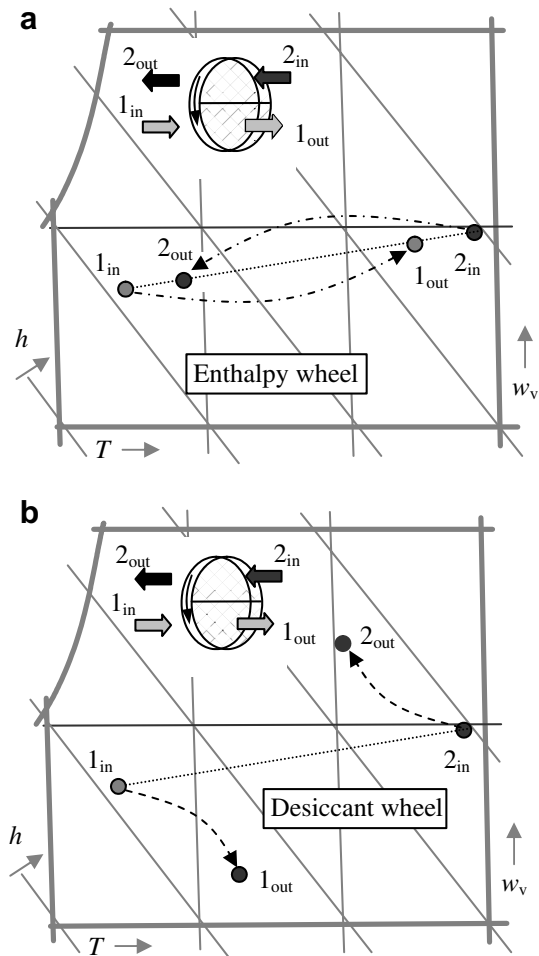 a
2out
2in
1in
1out
1in
2out
1out
2in
h
Enthalpy wheel
wv
T
b
2out
2in
1in
1out
2out
1in
2in
Desiccant wheel
h
1out
wv
T